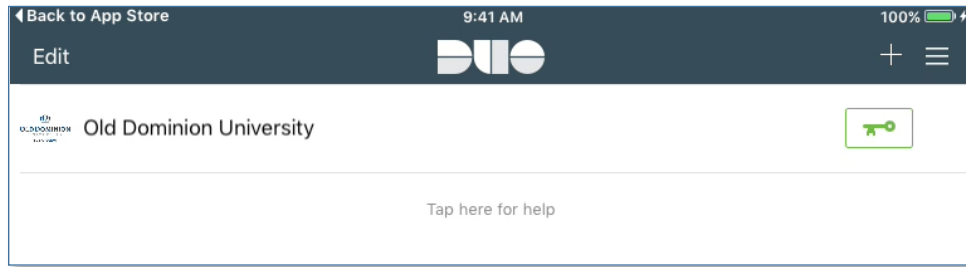 Back to App Store
9:41 AM
100%
Edit
DUO
Old Dominion University
Tap here for help